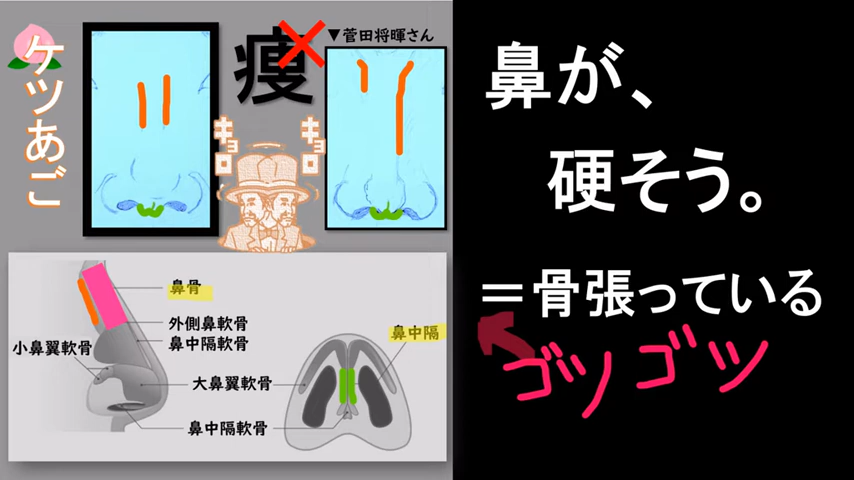 ケツあご
痩
▼菅田将暉さん
キョロ
キョロ
鼻骨
外側鼻軟骨
鼻中隔軟骨
小鼻翼軟骨
大鼻翼軟骨
鼻中隔軟骨
鼻中隔
鼻が、
硬そう。
＝骨張っている
ゴツゴツ